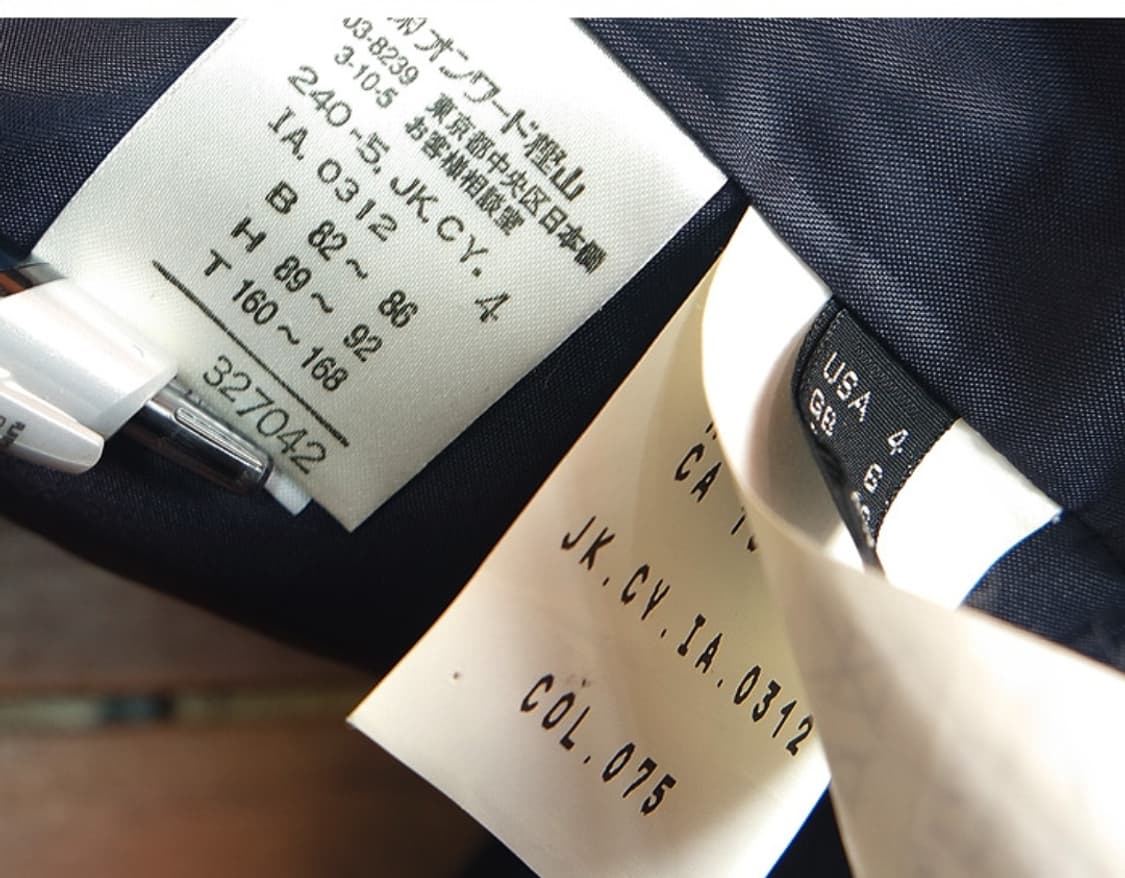 (株)オンワード樫山
03-8239 東京都中央区日本橋
3-10-5 お客様相談室
240-5. JK.CY. 4
IA. 0312
B 82～ 86
H 89～ 92
T 160～168
327042
USA 4
GB 6
CA
JK.CY.IA.0312
COL.075